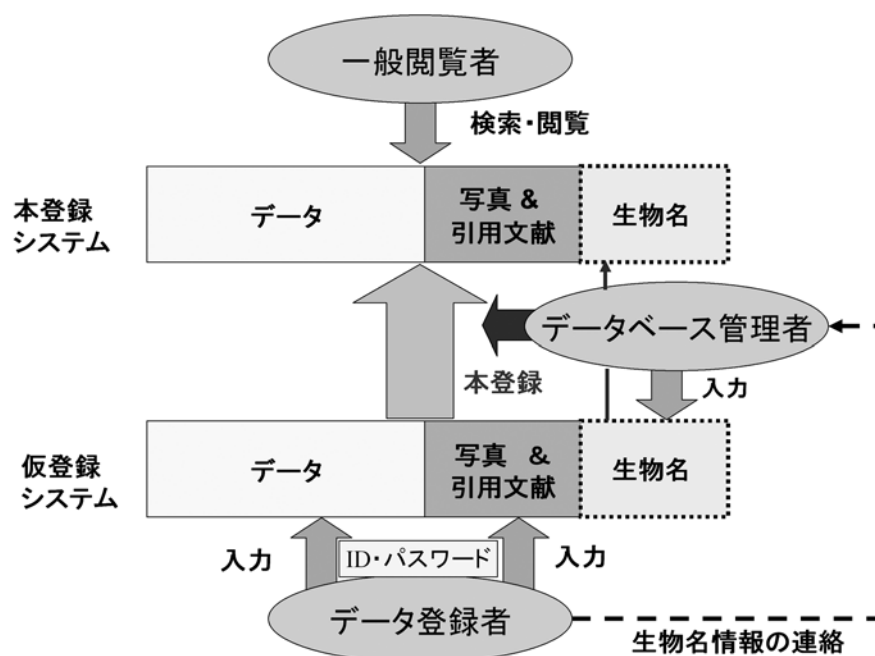 一般閲覧者
検索・閲覧
本登録
システム
データ
写真 &
引用文献
生物名
データベース管理者
本登録
入力
仮登録
システム
データ
写真 &
引用文献
生物名
入力
ID・パスワード
入力
データ登録者
生物名情報の連絡